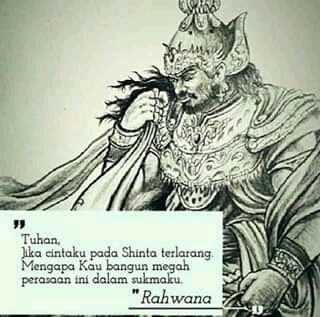 "
Tuhan,
Jika cintaku pada Shinta terlarang.
Mengapa Kau bangun megah
perasaan ini dalam sukmaku.
" Rahwana